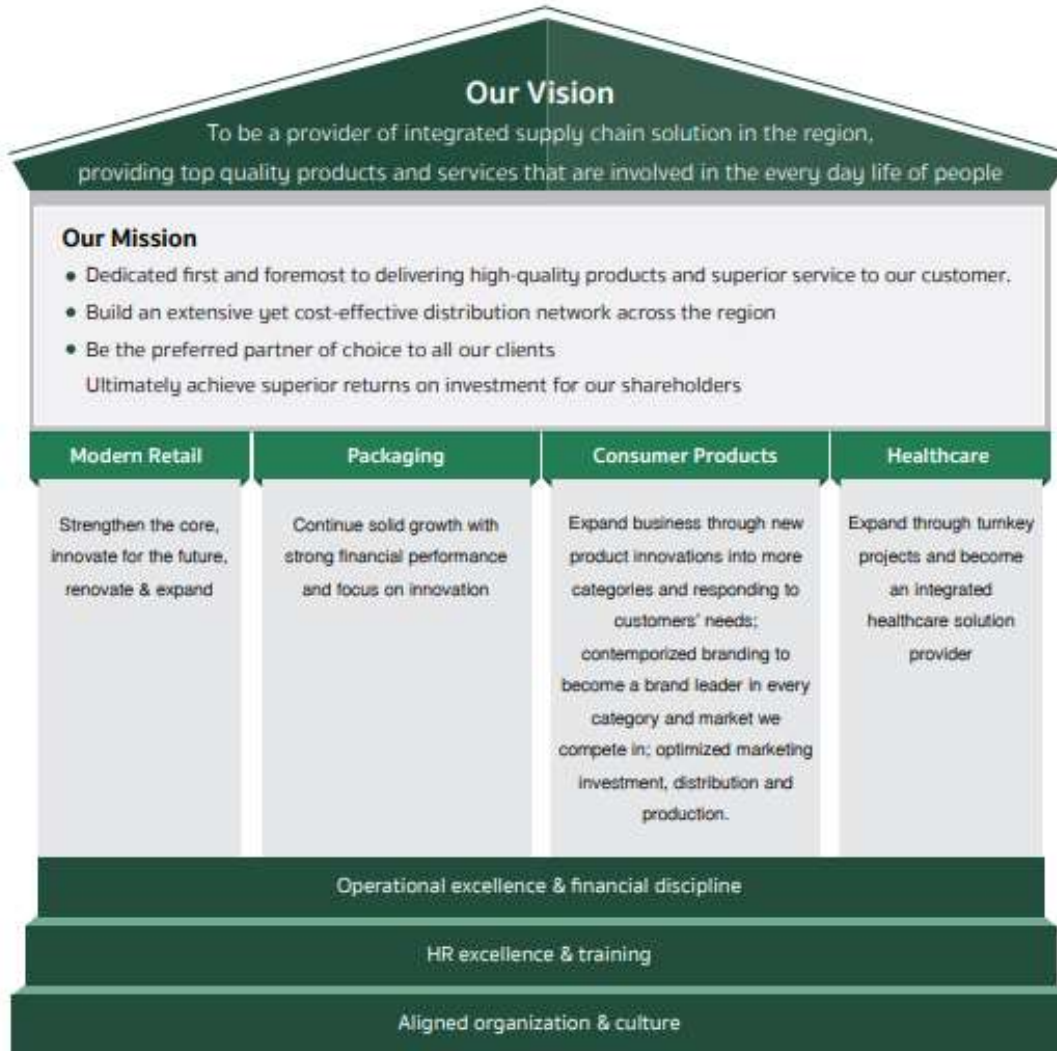 Our Vision
To be a provider of integrated supply chain solution in the region,
providing top quality products and services that are involved in the every day life of people
Our Mission
• Dedicated first and foremost to delivering high-quality products and superior service to our customer.
• Build an extensive yet cost-effective distribution network across the region
• Be the preferred partner of choice to all our clients
Ultimately achieve superior returns on investment for our shareholders
Modern Retail
Strengthen the core,
innovate for the future,
renovate & expand
Packaging
Continue solid growth with
strong financial performance
and focus on innovation
Consumer Products
Expand business through new
product innovations into more
categories and responding to
customers' needs;
contemporized branding to
become a brand leader in every
category and market we
compete in; optimized marketing
investment, distribution and
production.
Healthcare
Expand through turnkey
projects and become
an integrated
healthcare solution
provider
Operational excellence & financial discipline
HR excellence & training
Aligned organization & culture